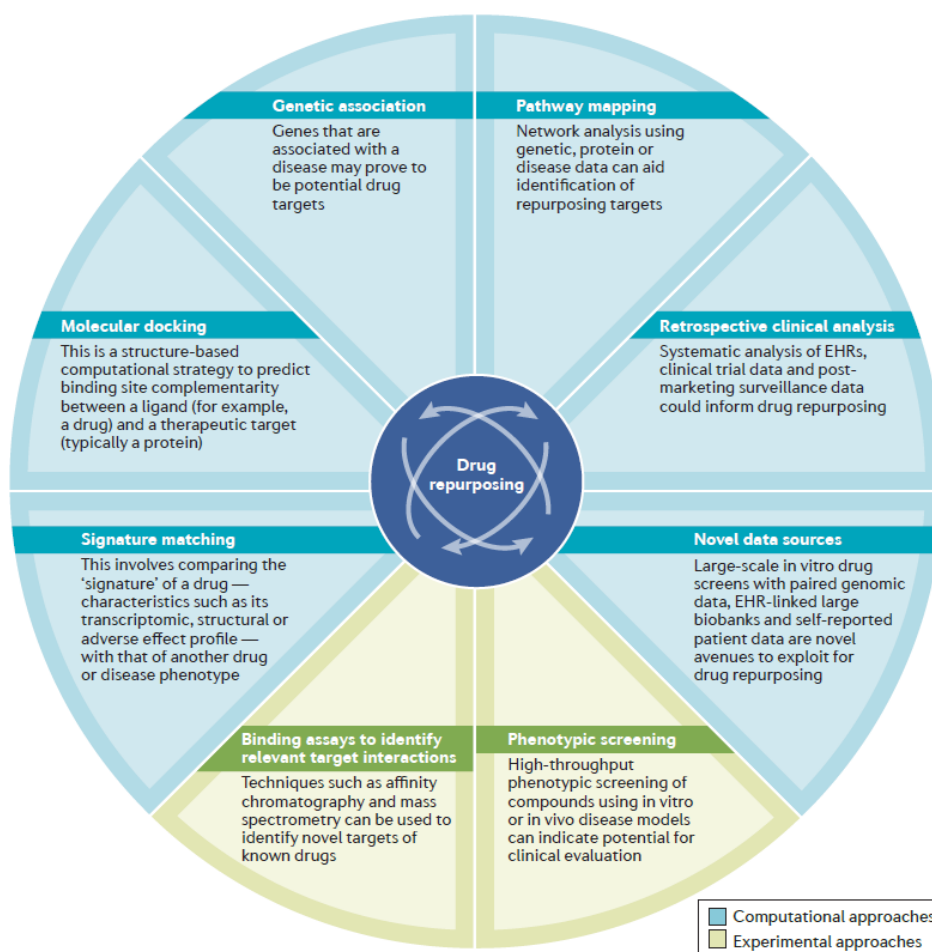 Genetic association
Genes that are
associated with a
disease may prove to
be potential drug
targets
Pathway mapping
Network analysis using
genetic, protein or
disease data can aid
identification of
repurposing targets
Molecular docking
This is a structure-based
computational strategy to predict
binding site complementarity
between a ligand (for example,
a drug) and a therapeutic target
(typically a protein)
Retrospective clinical analysis
Systematic analysis of EHRs,
clinical trial data and post-
marketing surveillance data
could inform drug repurposing
Drug
repurposing
Signature matching
This involves comparing the
‘signature’ of a drug —
characteristics such as its
transcriptomic, structural or
adverse effect profile —
with that of another drug
or disease phenotype
Novel data sources
Large-scale in vitro drug
screens with paired genomic
data, EHR-linked large
biobanks and self-reported
patient data are novel
avenues to exploit for
drug repurposing
Binding assays to identify
relevant target interactions
Techniques such as affinity
chromatography and mass
spectrometry can be used to
identify novel targets of
known drugs
Phenotypic screening
High-throughput
phenotypic screening of
compounds using in vitro
or in vivo disease models
can indicate potential for
clinical evaluation
Computational approaches
Experimental approaches